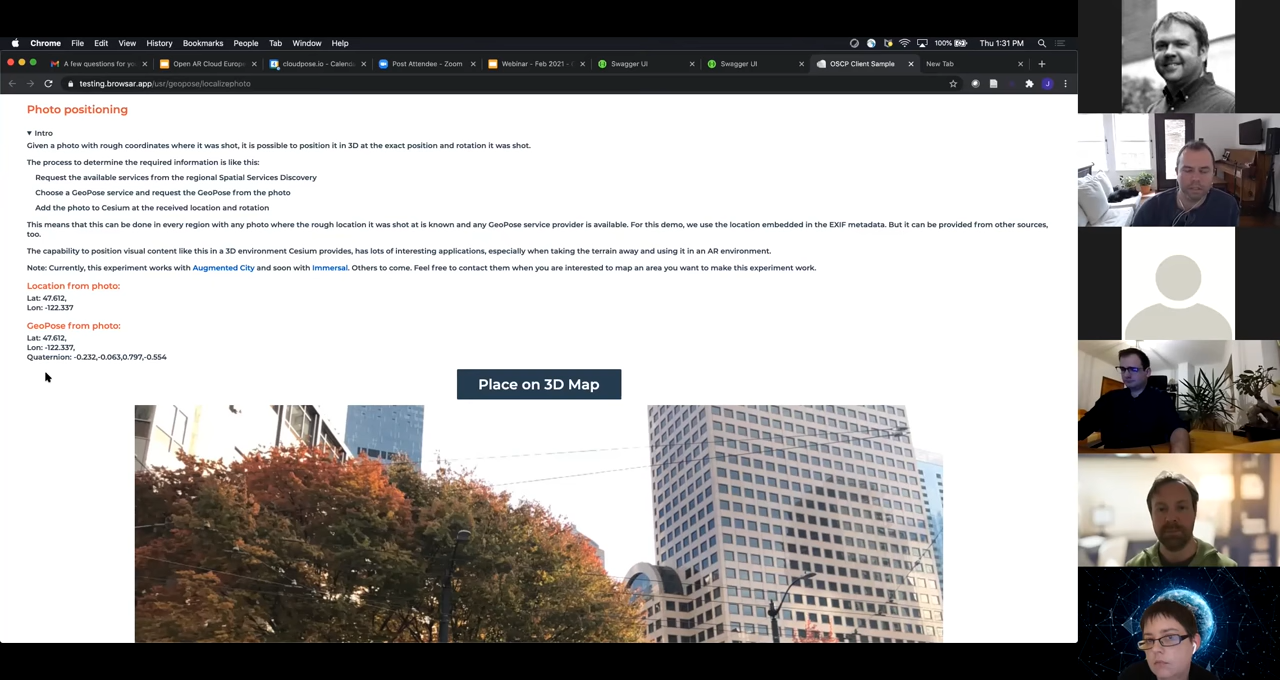 Chrome File Edit View History Bookmarks People Tab Window Help 100% Thu 1:31 PM
A few questions for yo Open AR Cloud Europe cloudpose.io - Calenda Post Attendee - Zoom Webinar - Feb 2021 - Swagger UI Swagger UI OSCP Client Sample New Tab
testing.browsar.app/usr/geopose/localizephoto
Photo positioning
Intro
Given a photo with rough coordinates where it was shot, it is possible to position it in 3D at the exact position and rotation it was shot.
The process to determine the required information is like this:
Request the available services from the regional Spatial Services Discovery
Choose a GeoPose service and request the GeoPose from the photo
Add the photo to Cesium at the received location and rotation
This means that this can be done in every region with any photo where the rough location it was shot at is known and any GeoPose service provider is available. For this demo, we use the location embedded in the EXIF metadata. But it can be provided from other sources,
too.
The capability to position visual content like this in a 3D environment Cesium provides, has lots of interesting applications, especially when taking the terrain away and using it in an AR environment.
Note: Currently, this experiment works with Augmented City and soon with Immersal. Others to come. Feel free to contact them when you are interested to map an area you want to make this experiment work.
Location from photo:
Lat: 47.612,
Lon: -122.337
GeoPose from photo:
Lat: 47.612,
Lon: -122.337,
Quaternion: -0.232,-0.063,0.797,-0.554
Place on 3D Map